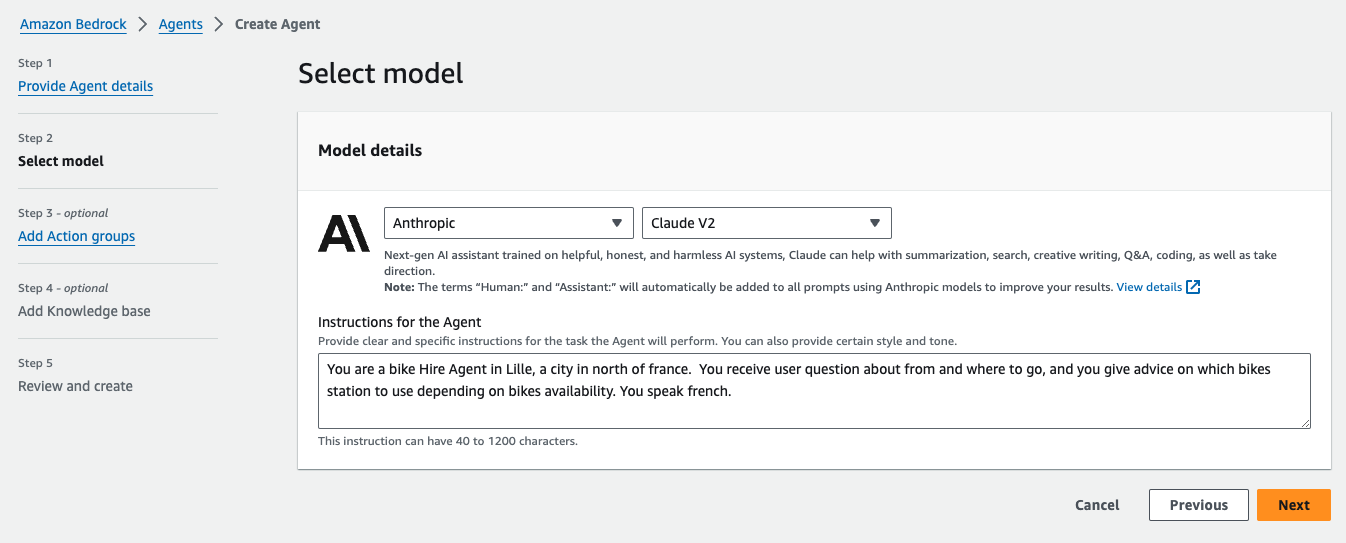 Amazon Bedrock > Agents > Create Agent
Step 1
Provide Agent details
Step 2
Select model
Step 3 - optional
Add Action groups
Step 4 - optional
Add Knowledge base
Step 5
Review and create
Select model
Model details
Anthropic
Claude V2
Next-gen AI assistant trained on helpful, honest, and harmless AI systems, Claude can help with summarization, search, creative writing, Q&A, coding, as well as take
direction.
Note: The terms “Human:” and “Assistant:” will automatically be added to all prompts using Anthropic models to improve your results. View details
Instructions for the Agent
Provide clear and specific instructions for the task the Agent will perform. You can also provide certain style and tone.
You are a bike Hire Agent in Lille, a city in north of france.  You receive user question about from and where to go, and you give advice on which bikes
station to use depending on bikes availability. You speak french.
This instruction can have 40 to 1200 characters.
Cancel
Previous
Next